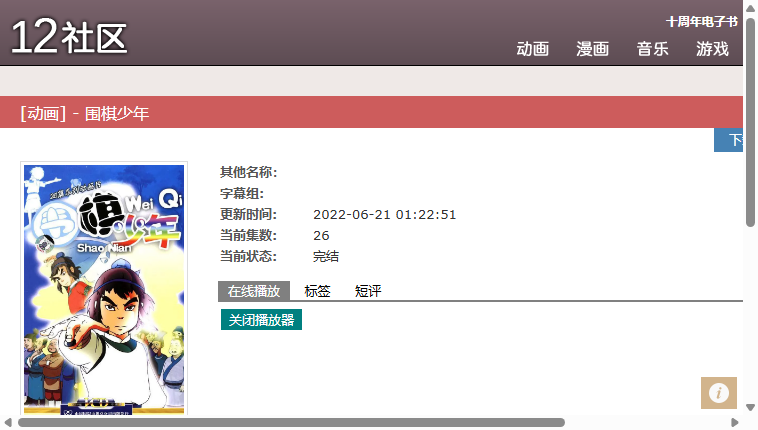 12社区
十周年电子书
动画 漫画 音乐 游戏
[动画] - 围棋少年
其他名称:
字幕组:
更新时间: 2022-06-21 01:22:51
当前集数: 26
当前状态: 完结
在线播放 标签 短评
关闭播放器
Wei Qi
棋少年
Shao Nian